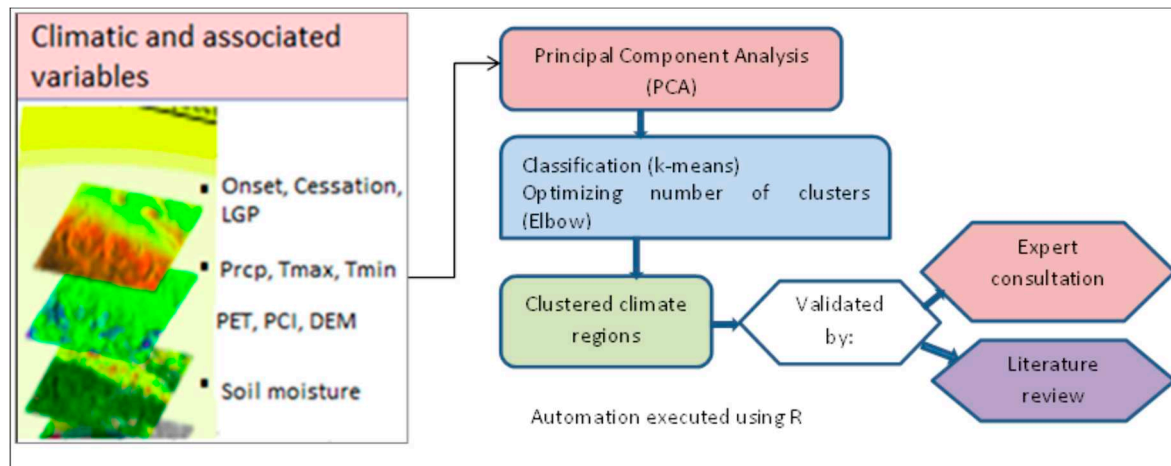 Climatic and associated
variables
▪ Onset, Cessation,
LGP
▪ Prcp, Tmax, Tmin
PET, PCI, DEM
▪ Soil moisture
Principal Component Analysis
(PCA)
Classification (k-means)
Optimizing number of clusters
(Elbow)
Clustered climate
regions
Validated
by:
Expert
consultation
Literature
review
Automation executed using R